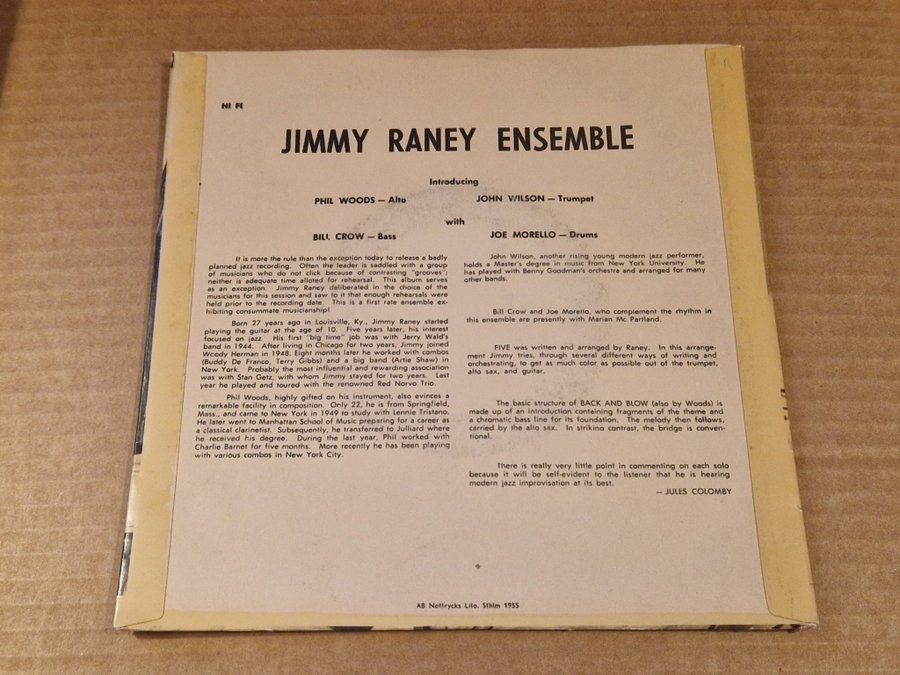 HI FI
JIMMY RANEY ENSEMBLE
Introducing
PHIL WOODS — Alto
JOHN WILSON — Trumpet
with
BILL CROW — Bass
JOE MORELLO — Drums
It is more the rule than the exception today to release a badly
planned jazz recording. Often the leader is saddled with a group
of musicians who do not click because of contrasting "grooves";
neither is adequate time alloted for rehearsal. This album serves
as an exception. Jimmy Raney deliberated in the choice of the
musicians for this session and saw to it that enough rehearsals were
held prior to the recording date. This is a first rate ensemble ex-
hibiting consummate musicianship!
Born 27 years ago in Louisville, Ky., Jimmy Raney started
playing the guitar at the age of 10. Five years later, his interest
focused on jazz. His first "big time" job was with Jerry Wald's
band in 1944. After living in Chicago for two years, Jimmy joined
Woody Herman in 1948. Eight months later he worked with combos
(Buddy De Franco, Terry Gibbs) and a big band (Artie Shaw) in
New York. Probably the most influential and rewarding association
was with Stan Getz, with whom Jimmy stayed for two years. Last
year he played and toured with the renowned Red Norvo Trio.
Phil Woods, highly gifted on his instrument, also evinces a
remarkable facility in composition. Only 22, he is from Springfield,
Mass., and came to New York in 1949 to study with Lennie Tristano.
He later went to Manhattan School of Music preparing for a career as
a classical clarinetist. Subsequently, he transferred to Julliard where
he received his degree. During the last year, Phil worked with
Charlie Barnet for five months. More recently he has been playing
with various combos in New York City.
John Wilson, another rising young modern jazz performer,
holds a Master's degree in music from New York University. He
has played with Benny Goodman's orchestra and arranged for many
other bands.
Bill Crow and Joe Morello, who complement the rhythm in
this ensemble are presently with Marian Mc Partland.
FIVE was written and arranged by Raney. In this arrange-
ment Jimmy tries, through several different ways of writing and
orchestrating, to get as much color as possible out of the trumpet,
alto sax, and guitar.
The basic structure of BACK AND BLOW (also by Woods) is
made up of an introduction containing fragments of the theme and
a chromatic bass line for its foundation. The melody then follows,
carried by the alto sax. In striking contrast, the bridge is conven-
tional.
There is really very little point in commenting on each solo
because it will be self-evident to the listener that he is hearing
modern jazz improvisation at its best.
— JULES COLOMBY
AB Nottrycks Lito. Sthlm 1955